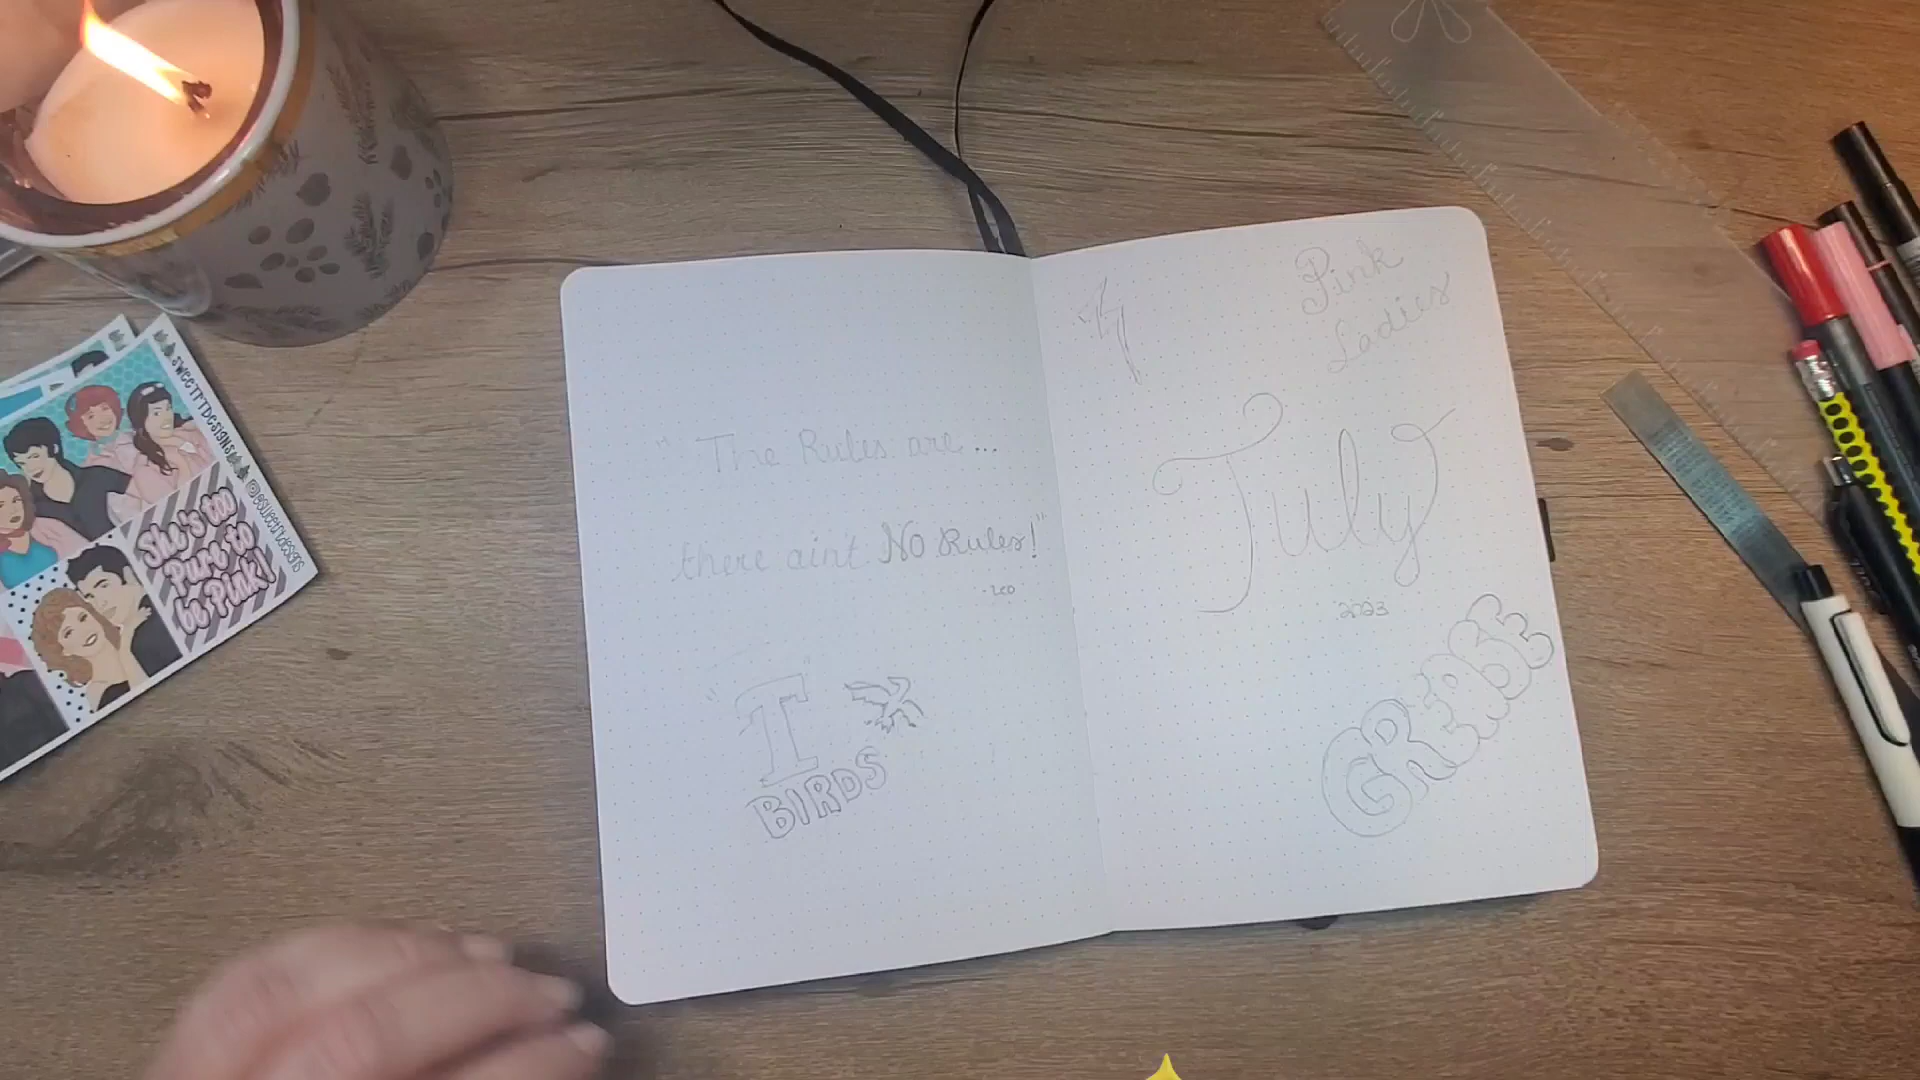 "The Rules are...
there ain't No Rules!"
-Leo
"T"
BIRDS
Pink
Ladies
July
2023
GREASE
SWEETFTDESIGNS
She's too
Pure to
be Pink!